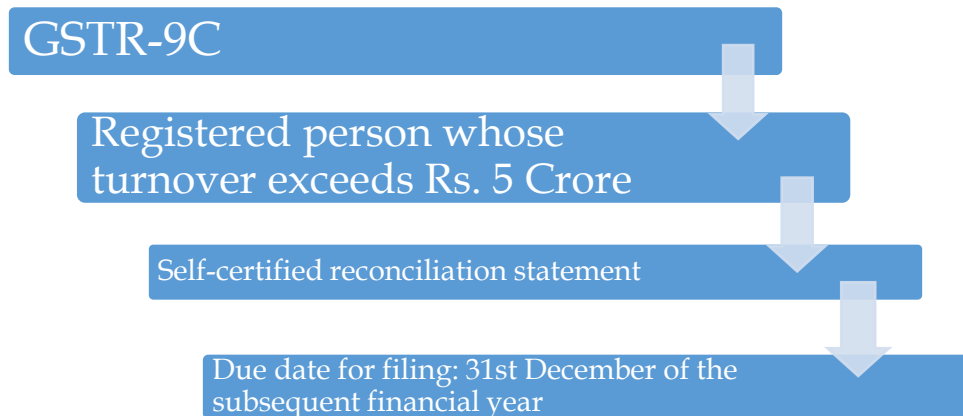 GSTR-9C
Registered person whose
turnover exceeds Rs. 5 Crore
Self-certified reconciliation statement
Due date for filing: 31st December of the
subsequent financial year